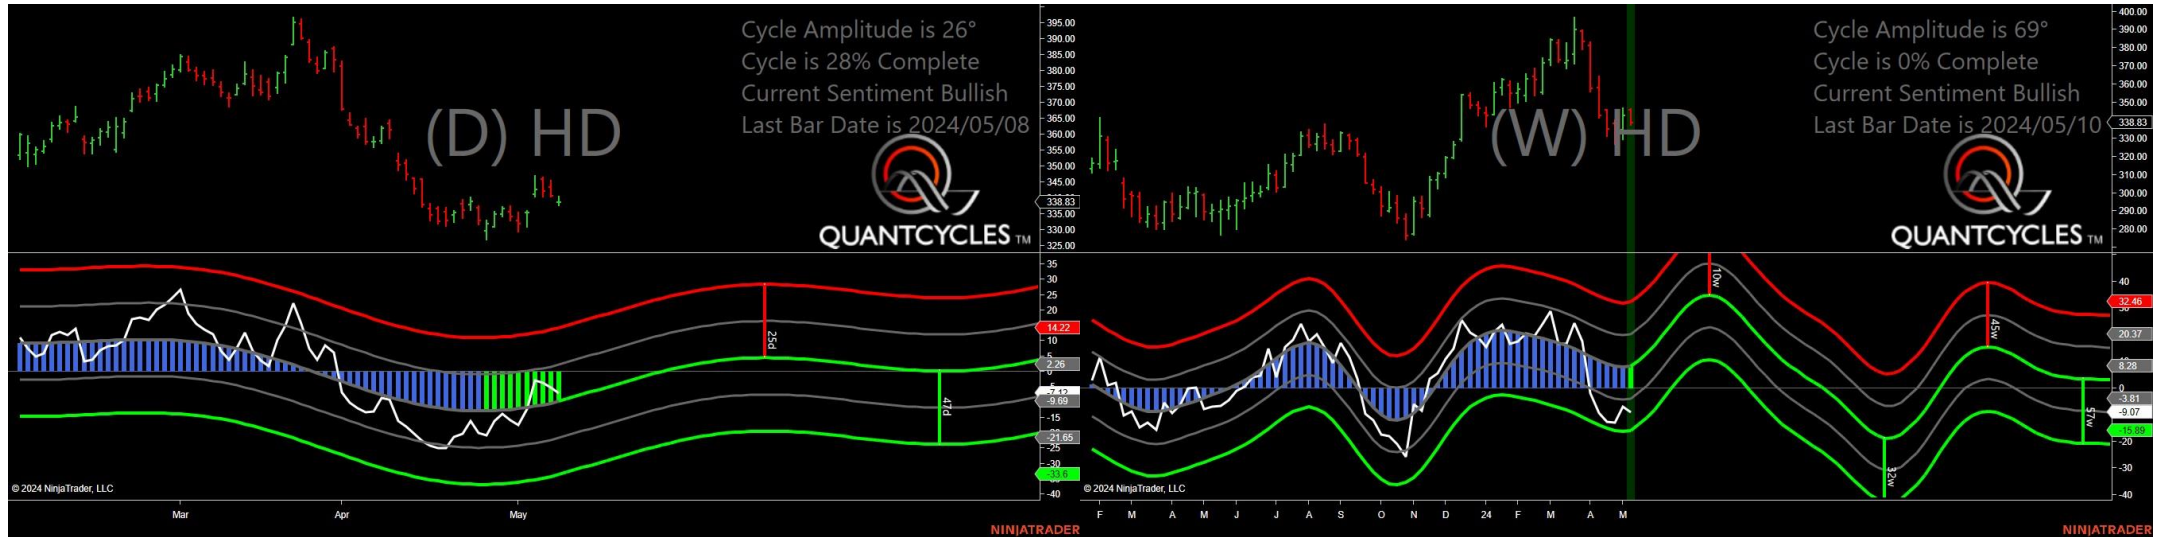 Cycle Amplitude is 26°
Cycle is 28% Complete
Current Sentiment Bullish
Last Bar Date is 2024/05/08
(D) HD
QUANTCYCLES TM
395.00
390.00
385.00
380.00
375.00
370.00
365.00
360.00
355.00
350.00
345.00
338.83
335.00
330.00
325.00
35
30
25
20
14.22
10
2.26
-9.69
-15
-21.65
-25
-30
-33.6
-40
25d
47d
© 2024 NinjaTrader, LLC
Mar Apr May
NINJATRADER
Cycle Amplitude is 69°
Cycle is 0% Complete
Current Sentiment Bullish
Last Bar Date is 2024/05/10
(W) HD
QUANTCYCLES TM
400.00
390.00
380.00
370.00
360.00
350.00
338.83
330.00
320.00
310.00
300.00
290.00
280.00
40
32.46
20.37
8.28
0
-3.81
-9.07
-15.89
-20
-30
-40
10w
45w
32w
57w
© 2024 NinjaTrader, LLC
F M A M J J A S O N D 24 F M A M
NINJATRADER